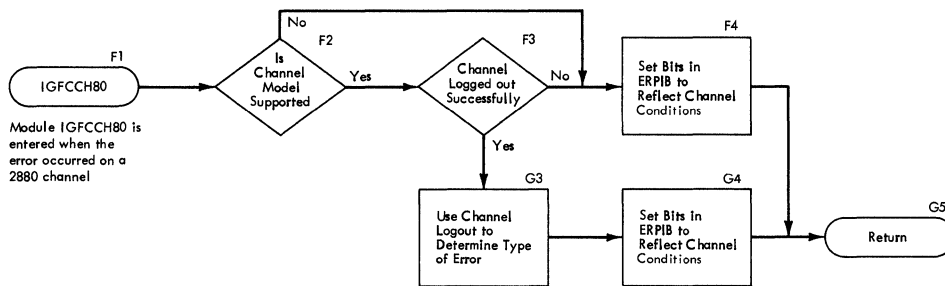 F1
IGFCCH80
Module IGFCCH80 is
entered when the
error occurred on a
2880 channel
No
F2
Is
Channel
Model
Supported
Yes
F3
Channel
Logged out
Successfully
No
Yes
F4
Set Bits in
ERPIB to
Reflect Channel
Conditions
G3
Use Channel
Logout to
Determine Type
of Error
G4
Set Bits in
ERPIB to
Reflect Channel
Conditions
G5
Return